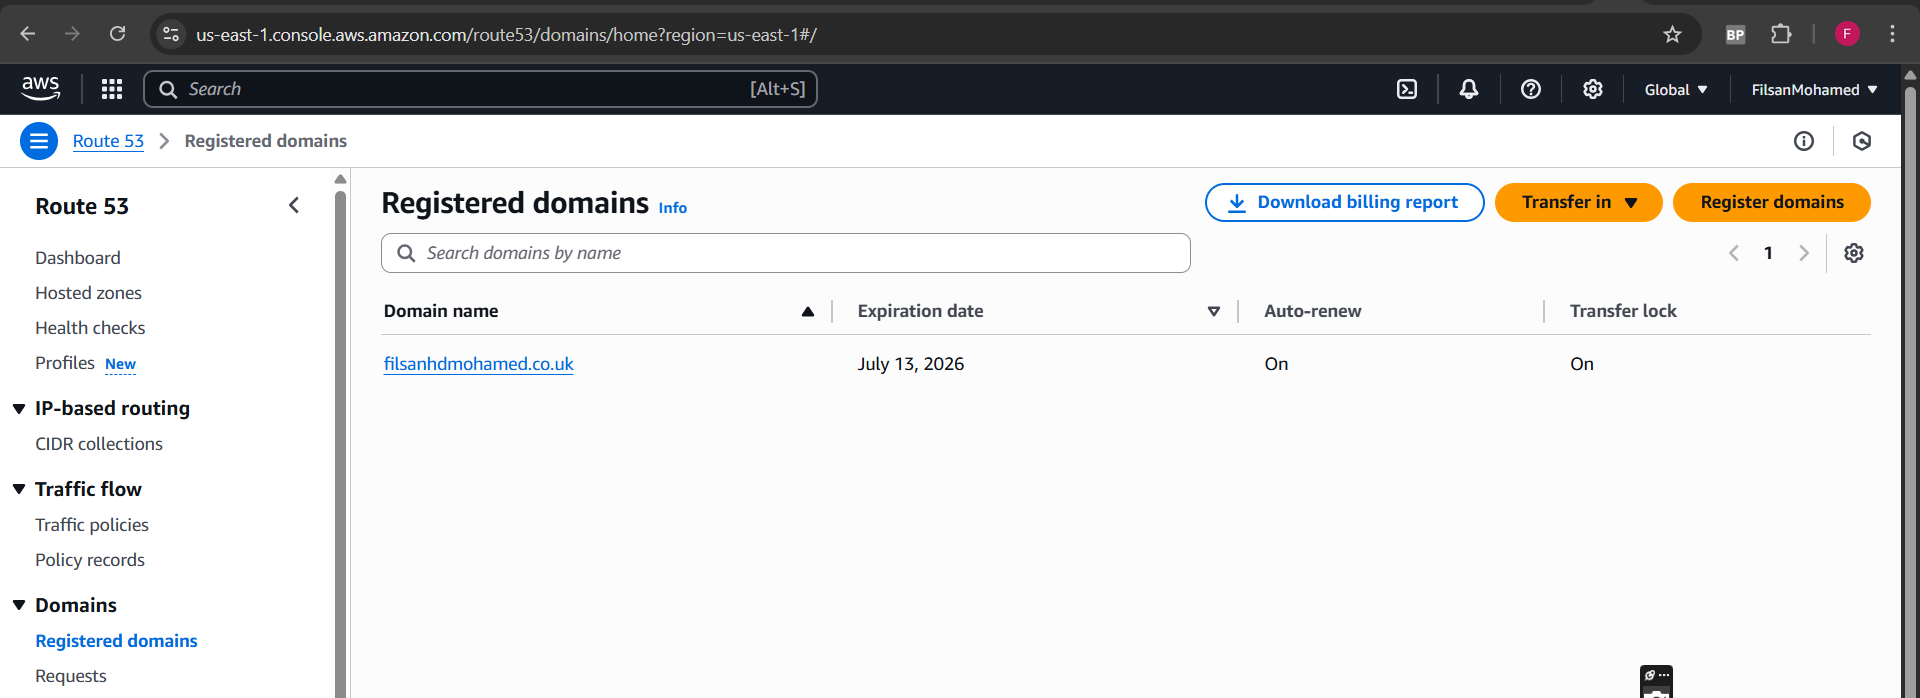 us-east-1.console.aws.amazon.com/route53/domains/home?region=us-east-1#/
BP
F
aws
Search
[Alt+S]
Global
FilsanMohamed
Route 53
Registered domains
Route 53
Dashboard
Hosted zones
Health checks
Profiles New
IP-based routing
CIDR collections
Traffic flow
Traffic policies
Policy records
Domains
Registered domains
Requests
Registered domains Info
Download billing report
Transfer in
Register domains
Search domains by name
1
Domain name Expiration date Auto-renew Transfer lock
filsanhdmohamed.co.uk July 13, 2026 On On